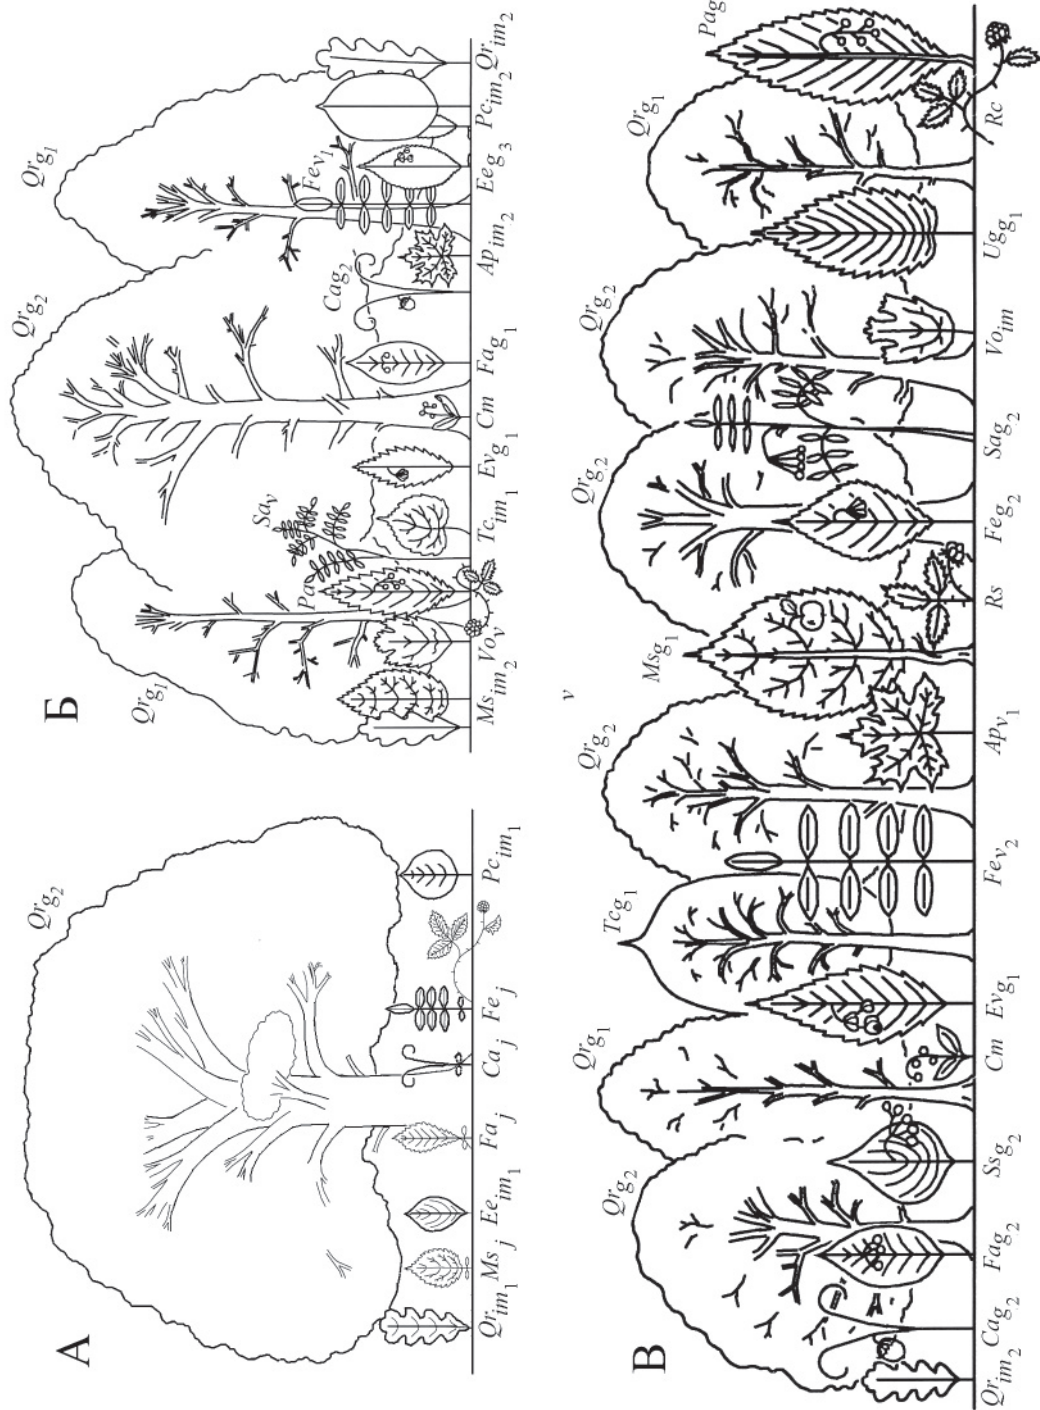 А
Qrg2
Qrim1 Msj Eeim1 Faj Caj Fej Pcim1
Б
Qrg1 Qrg2 Qrg1
Pa Sav Cag2 Fev1
Msim2 Vov Tcim1 Evg1 Cm Fag1 Apim2 Eeg3 Pcim2 Qrim2
В
v
Qrg2 Qrg1 Tcg1 Qrg2 Msg1 Qrg2 Qrg2 Qrg1 Pag
Qrim2 Cag2 Fag2 Ssg2 Cm Evg1 Fev2 Apv1 Rs Feg2 Sag2 Voim Ugg1 Rc